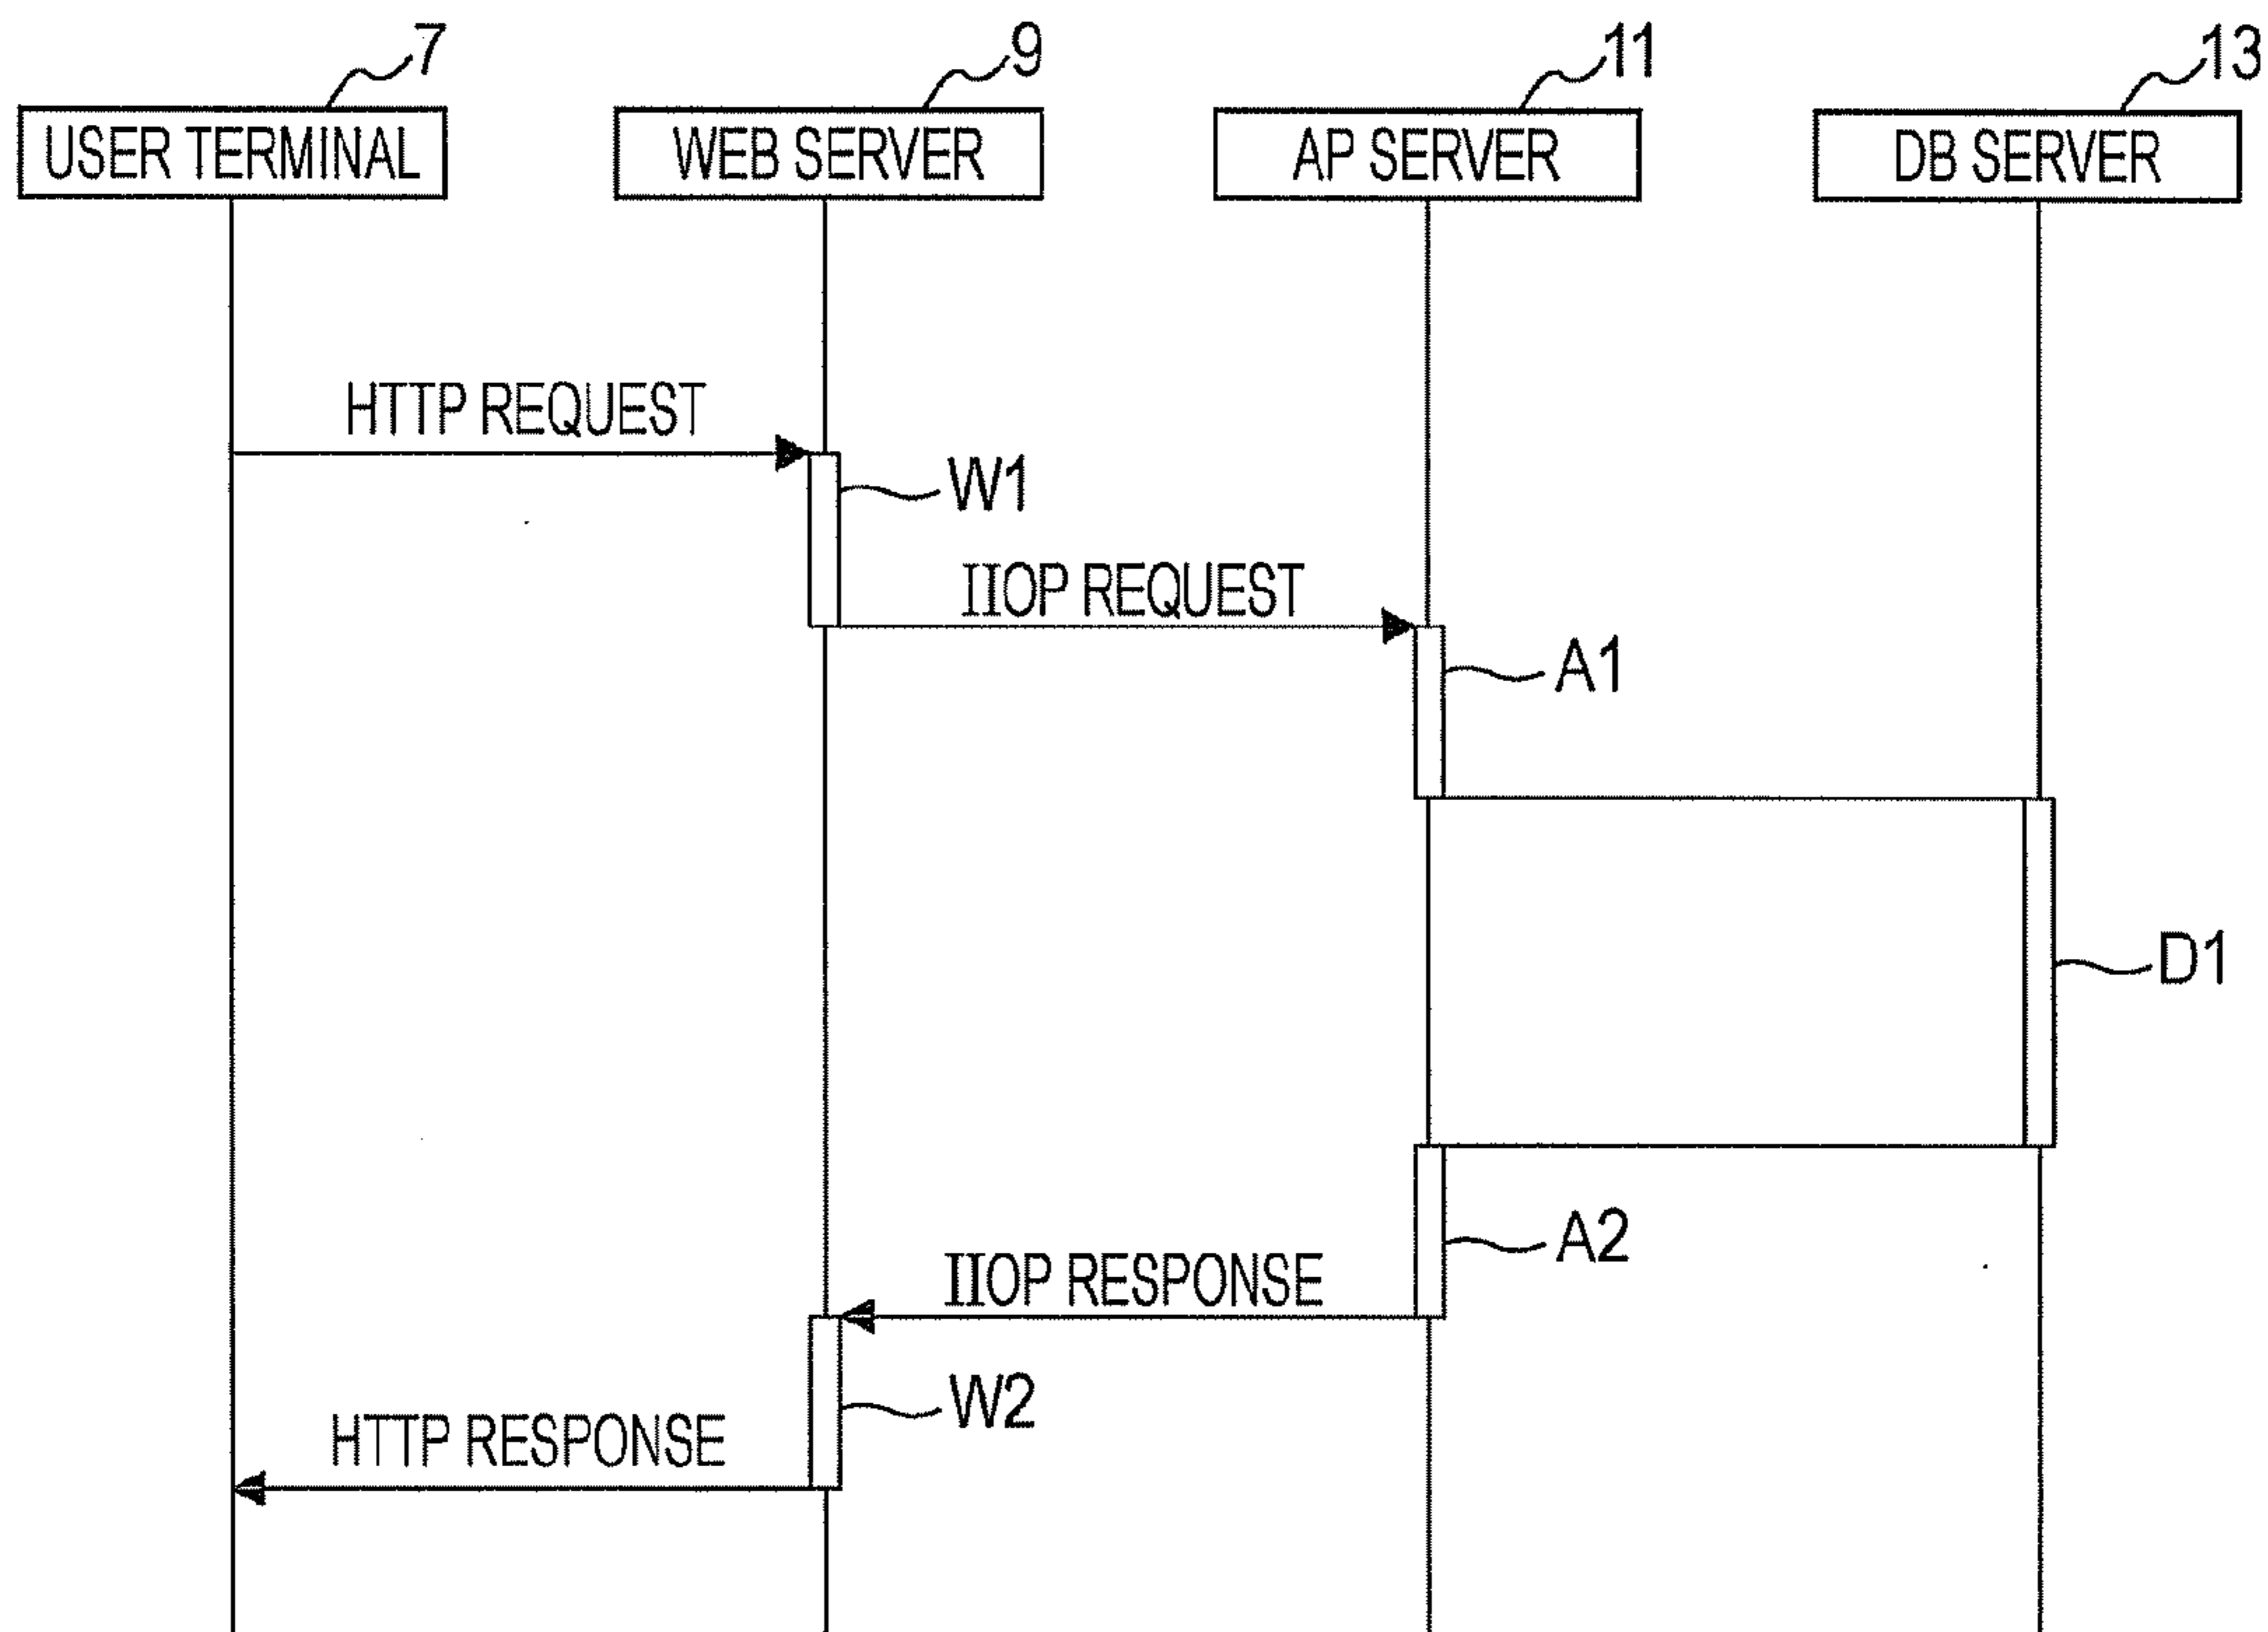 7
9
11
13
USER TERMINAL
WEB SERVER
AP SERVER
DB SERVER
HTTP REQUEST
W1
IIOP REQUEST
A1
D1
A2
IIOP RESPONSE
W2
HTTP RESPONSE